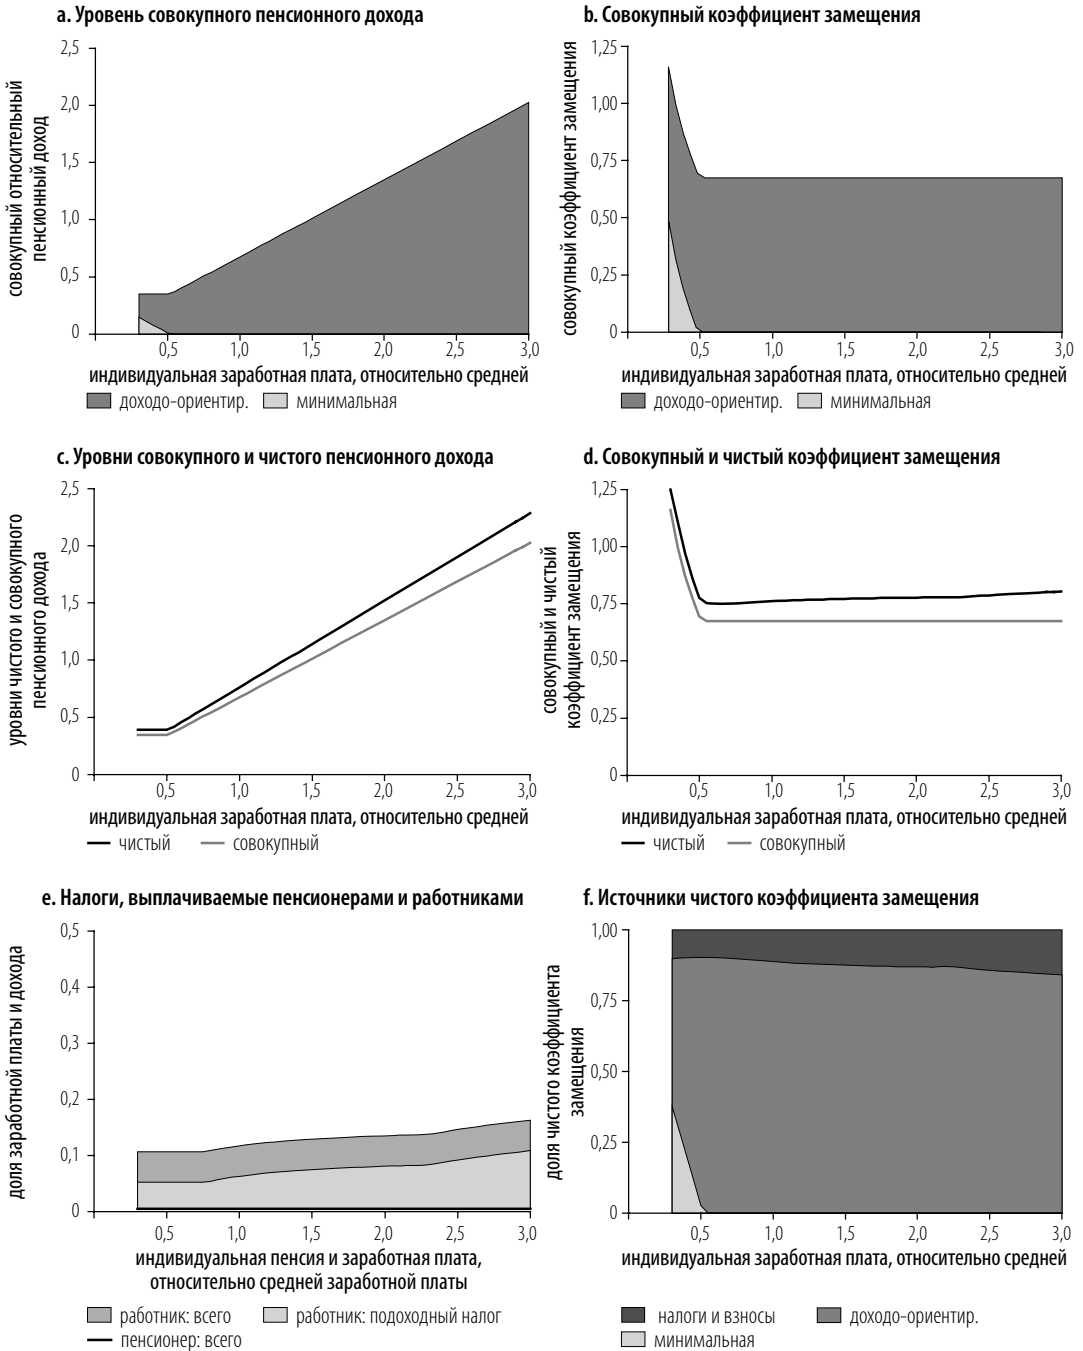 a. Уровень совокупного пенсионного дохода
совокупный относительный
пенсионный доход
2,5
2,0
1,5
1,0
0,5
0
0,5 1,0 1,5 2,0 2,5 3,0
индивидуальная заработная плата, относительно средней
доходо-ориентир. минимальная
b. Совокупный коэффициент замещения
совокупный коэффициент замещения
1,25
1,00
0,75
0,50
0,25
0
0,5 1,0 1,5 2,0 2,5 3,0
индивидуальная заработная плата, относительно средней
доходо-ориентир. минимальная
c. Уровни совокупного и чистого пенсионного дохода
уровни чистого и совокупного
пенсионного дохода
2,5
2,0
1,5
1,0
0,5
0
0,5 1,0 1,5 2,0 2,5 3,0
индивидуальная заработная плата, относительно средней
чистый совокупный
d. Совокупный и чистый коэффициент замещения
совокупный и чистый
коэффициент замещения
1,25
1,00
0,75
0,50
0,25
0
0,5 1,0 1,5 2,0 2,5 3,0
индивидуальная заработная плата, относительно средней
чистый совокупный
e. Налоги, выплачиваемые пенсионерами и работниками
доля заработной платы и дохода
0,5
0,4
0,3
0,2
0,1
0
0,5 1,0 1,5 2,0 2,5 3,0
индивидуальная пенсия и заработная плата,
относительно средней заработной платы
работник: всего работник: подоходный налог
пенсионер: всего
f. Источники чистого коэффициента замещения
доля чистого коэффициента
замещения
1,00
0,75
0,50
0,25
0
0,5 1,0 1,5 2,0 2,5 3,0
индивидуальная заработная плата, относительно средней
налоги и взносы доходо-ориентир.
минимальная